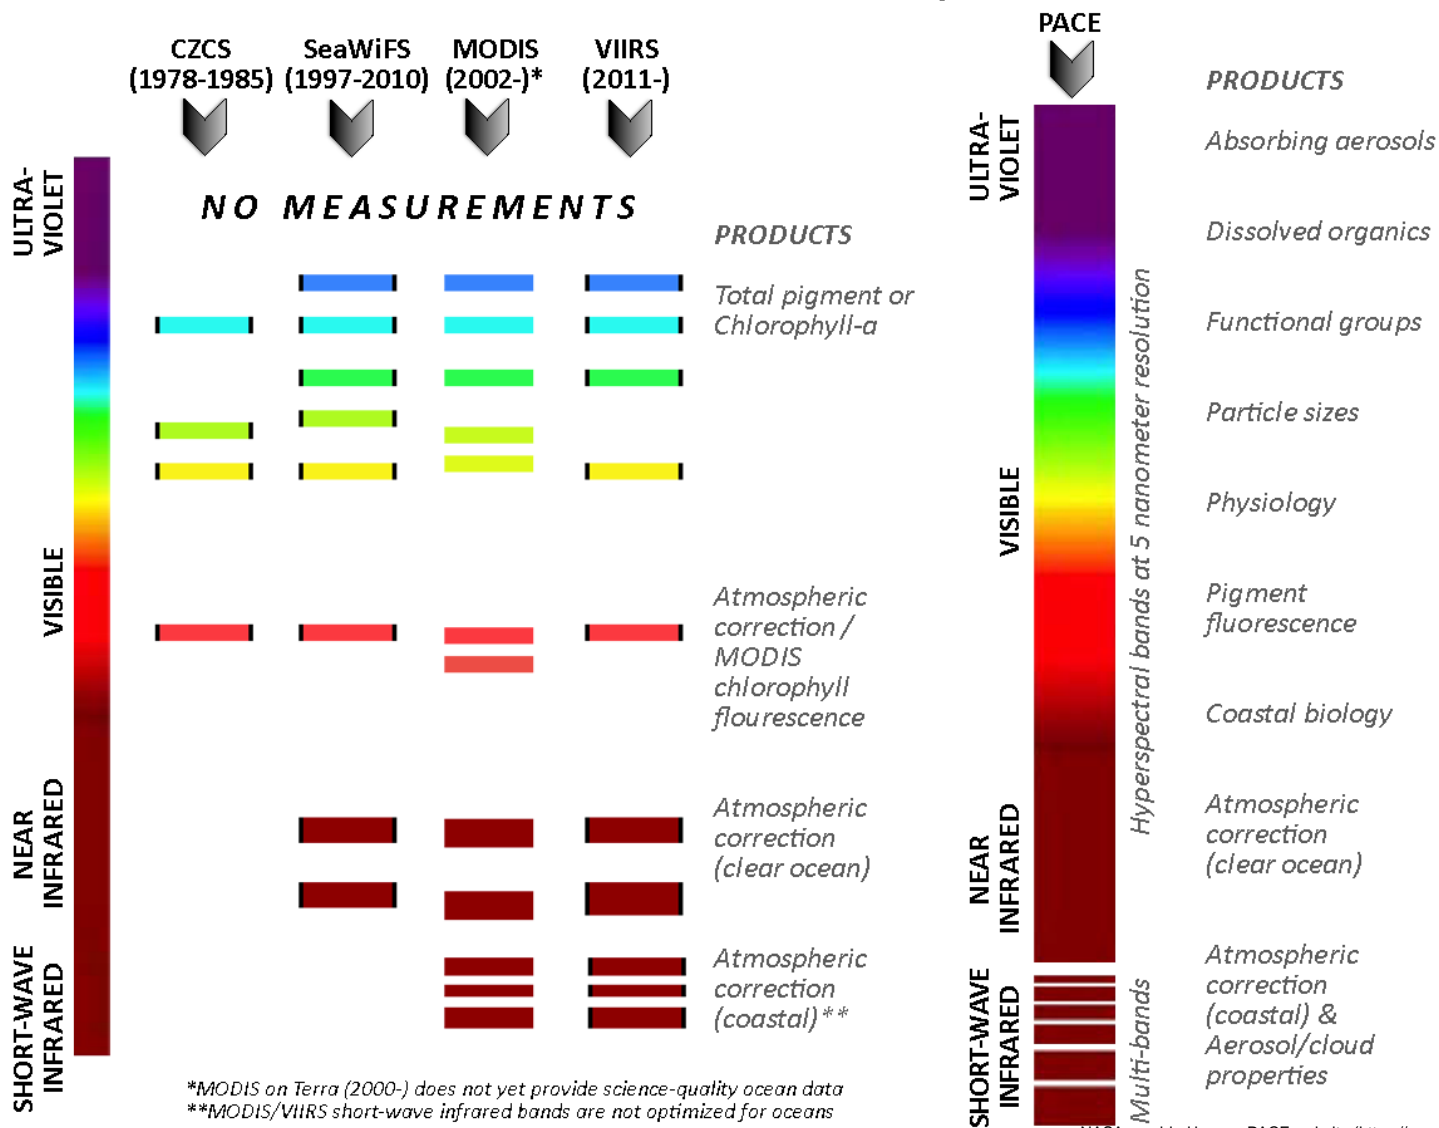 CZCS
(1978-1985)
SeaWiFS
(1997-2010)
MODIS
(2002-)*
VIIRS
(2011-)
ULTRA-
VIOLET
VISIBLE
NEAR
INFRARED
SHORT-WAVE
INFRARED
NO MEASUREMENTS
PRODUCTS
Total pigment or
Chlorophyll-a
Atmospheric
correction /
MODIS
chlorophyll
flourescence
Atmospheric
correction
(clear ocean)
Atmospheric
correction
(coastal)**
*MODIS on Terra (2000-) does not yet provide science-quality ocean data
**MODIS/VIIRS short-wave infrared bands are not optimized for oceans
PACE
ULTRA-
VIOLET
VISIBLE
NEAR
INFRARED
SHORT-WAVE
INFRARED
Hyperspectral bands at 5 nanometer resolution
Multi-bands
PRODUCTS
Absorbing aerosols
Dissolved organics
Functional groups
Particle sizes
Physiology
Pigment
fluorescence
Coastal biology
Atmospheric
correction
(clear ocean)
Atmospheric
correction
(coastal) &
Aerosol/cloud
properties